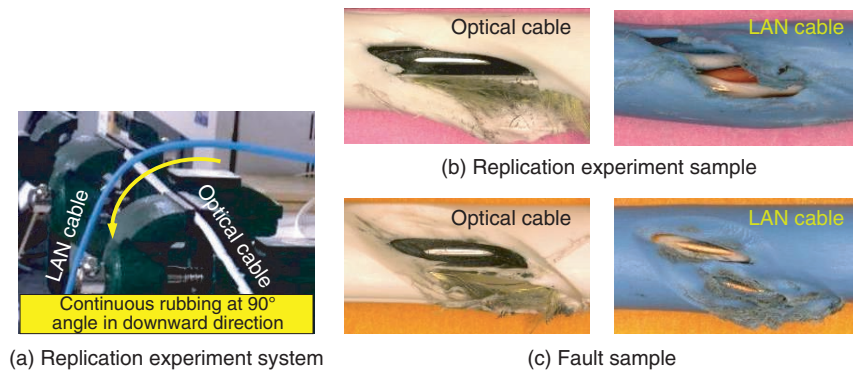 Optical cable
LAN cable
(b) Replication experiment sample
LAN cable
Optical cable
Continuous rubbing at 90°
angle in downward direction
(a) Replication experiment system
Optical cable
LAN cable
(c) Fault sample